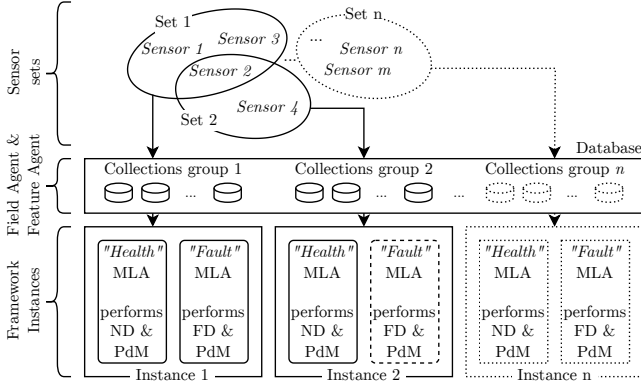 Sensor sets
Set 1
Sensor 1
Sensor 3
Sensor 2
Set 2
Sensor 4
...
Set n
...
Sensor n
Sensor m
Field Agent &
Feature Agent
Database
Collections group 1
...
Collections group 2
...
...
Collections group n
...
Framework
Instances
"Health"
MLA
performs
ND &
PdM
"Fault"
MLA
performs
FD &
PdM
Instance 1
"Health"
MLA
performs
ND &
PdM
"Fault"
MLA
performs
FD &
PdM
Instance 2
"Health"
MLA
performs
ND &
PdM
"Fault"
MLA
performs
FD &
PdM
Instance n